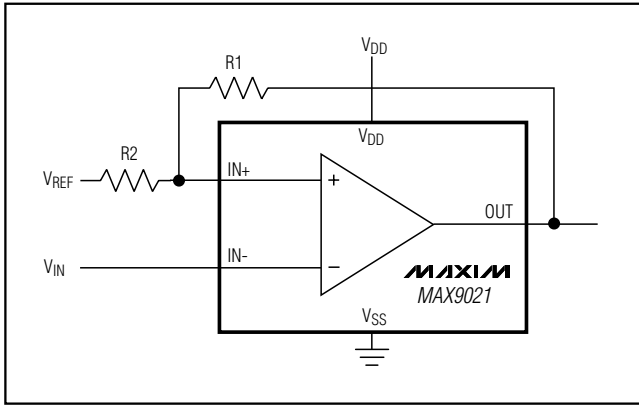 VDD
R1
VDD
R2
IN+
VREF
+
OUT
VIN
IN-
−
MAXIM
MAX9021
VSS